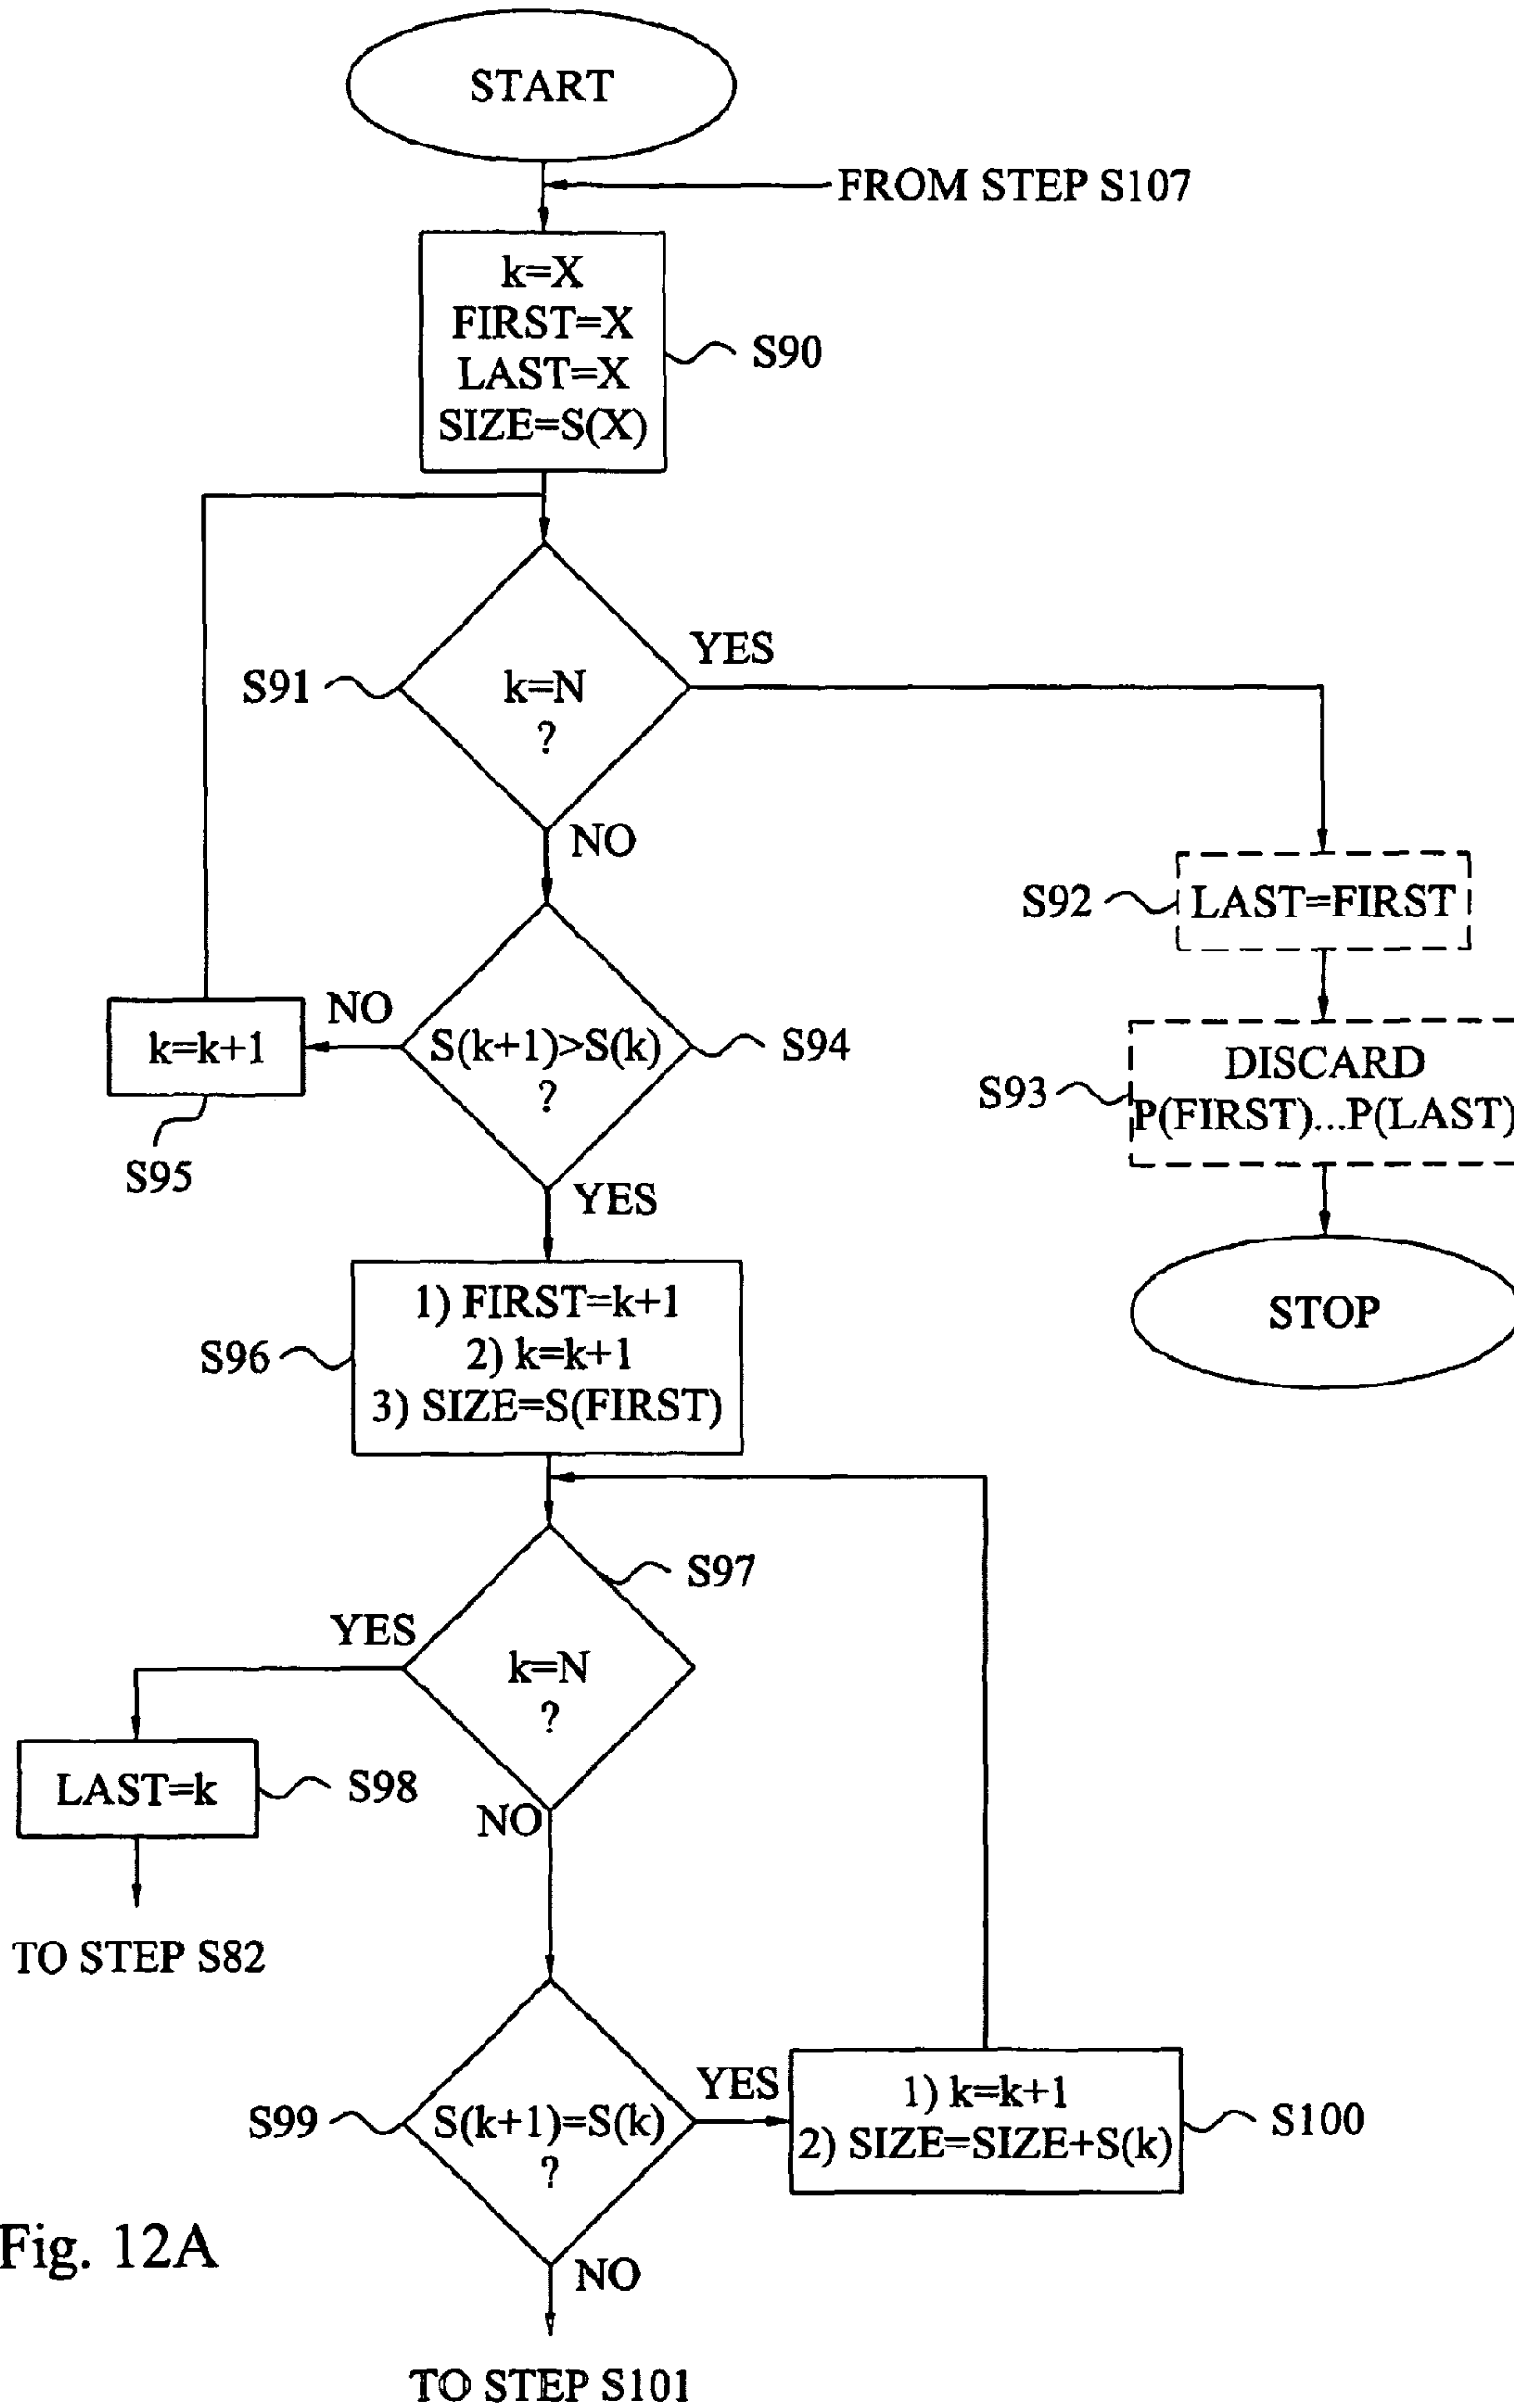 START
FROM STEP S107
k=X
FIRST=X
LAST=X
SIZE=S(X)
S90
S91
k=N
?
YES
NO
S92
LAST=FIRST
S93
DISCARD
P(FIRST)...P(LAST)
STOP
S(k+1)>S(k)
?
S94
NO
k=k+1
S95
YES
S96
1) FIRST=k+1
2) k=k+1
3) SIZE=S(FIRST)
S97
k=N
?
YES
LAST=k
S98
TO STEP S82
NO
S99
S(k+1)=S(k)
?
YES
1) k=k+1
2) SIZE=SIZE+S(k)
S100
NO
TO STEP S101
Fig. 12A